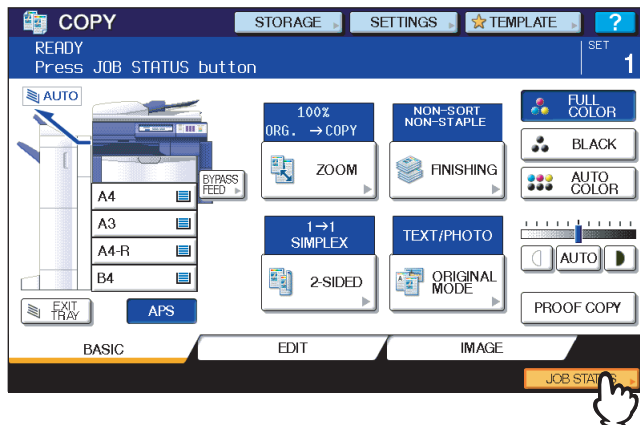 COPY
STORAGE
SETTINGS
TEMPLATE
?
READY
Press JOB STATUS button
SET
1
AUTO
BYPASS
FEED
A4
A3
A4-R
B4
EXIT
TRAY
APS
100%
ORG. →COPY
ZOOM
NON-SORT
NON-STAPLE
FINISHING
1→1
SIMPLEX
2-SIDED
TEXT/PHOTO
ORIGINAL
MODE
FULL
COLOR
BLACK
AUTO
COLOR
AUTO
PROOF COPY
BASIC
EDIT
IMAGE
JOB STATUS